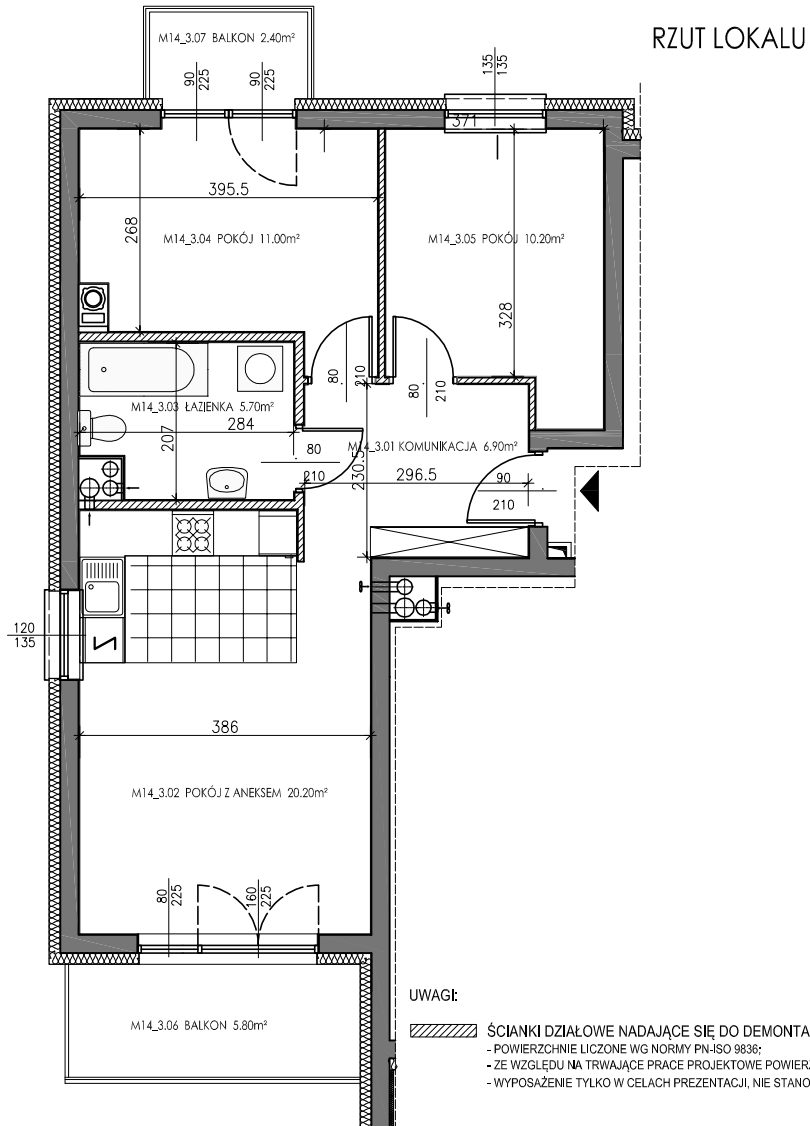 RZUT LOKALU
M14_3.07 BALKON 2.40m²
90
225
90
225
135
135
371
395.5
268
M14_3.04 POKÓJ 11.00m²
M14_3.05 POKÓJ 10.20m²
328
80
210
80
210
M14_3.03 ŁAZIENKA 5.70m²
284
207
80
210
M14_3.01 KOMUNIKACJA 6.90m²
230.5
296.5
90
210
120
135
386
M14_3.02 POKÓJ Z ANEKSEM 20.20m²
80
225
160
225
M14_3.06 BALKON 5.80m²
UWAGI:
ŚCIANKI DZIAŁOWE NADAJĄCE SIĘ DO DEMONTA
- POWIERZCHNIE LICZONE WG NORMY PN-ISO 9836;
- ZE WZGLĘDU NA TRWAJĄCE PRACE PROJEKTOWE POWIERZ
- WYPOSAŻENIE TYLKO W CELACH PREZENTACJI, NIE STANO